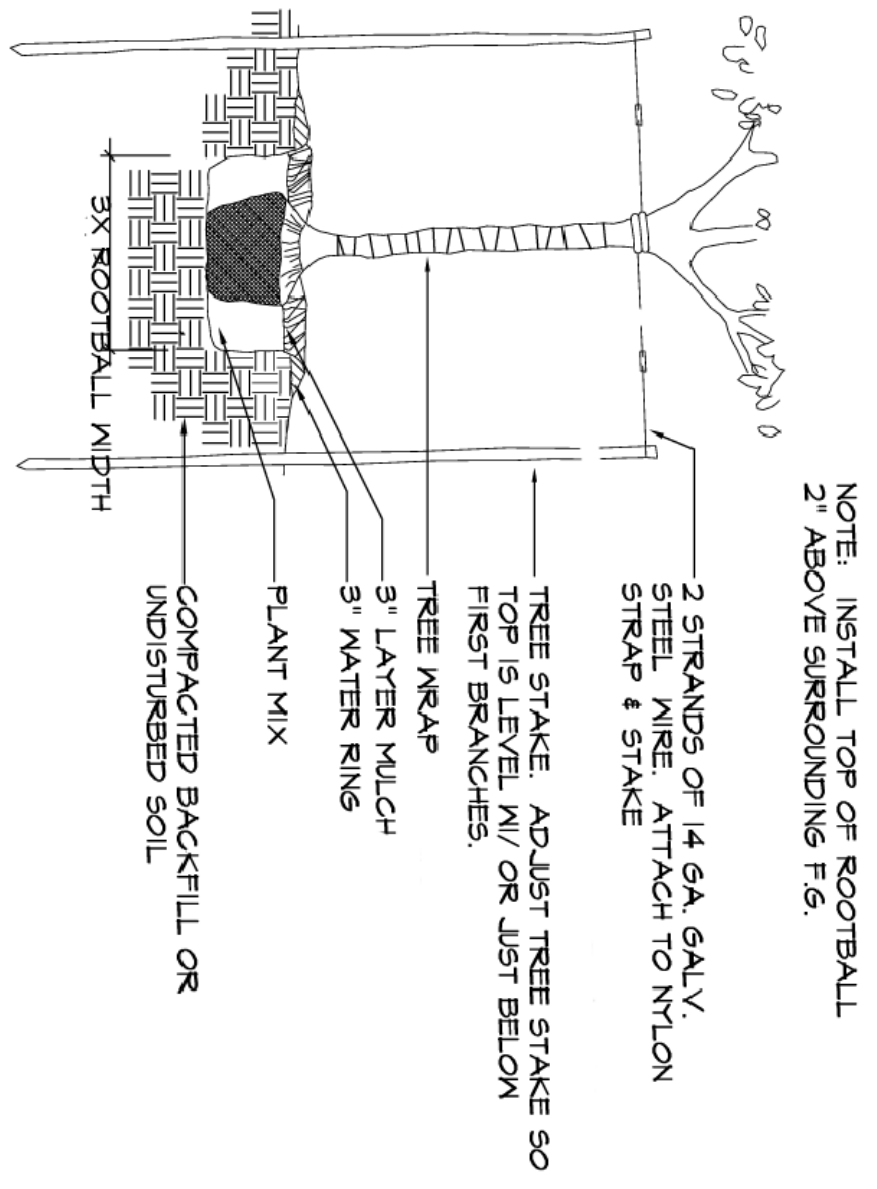 NOTE: INSTALL TOP OF ROOTBALL
2" ABOVE SURROUNDING F.G.
2 STRANDS OF 14 GA. GALV.
STEEL WIRE. ATTACH TO NYLON
STRAP & STAKE
TREE STAKE. ADJUST TREE STAKE SO
TOP IS LEVEL W/ OR JUST BELOW
FIRST BRANCHES.
TREE WRAP
3" LAYER MULCH
3" WATER RING
PLANT MIX
COMPACTED BACKFILL OR
UNDISTURBED SOIL
3X ROOTBALL WIDTH